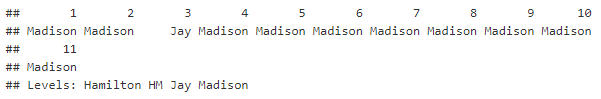 ##       1       2       3       4       5       6       7       8       9      10
## Madison Madison     Jay Madison Madison Madison Madison Madison Madison Madison
##      11
## Madison
## Levels: Hamilton HM Jay Madison